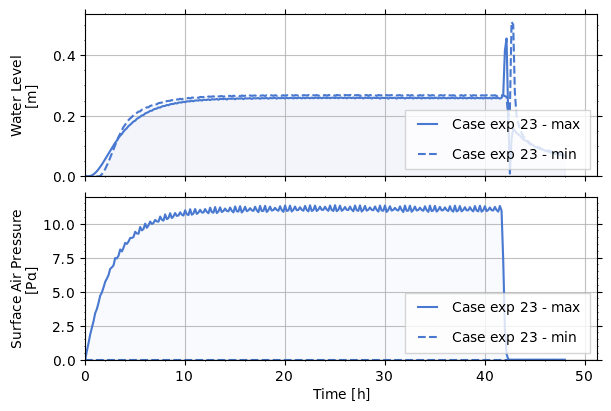 Water Level
[m]
0.4
0.2
0.0
Case exp 23 - max
Case exp 23 - min
Surface Air Pressure
[Pa]
10.0
7.5
5.0
2.5
0.0
Case exp 23 - max
Case exp 23 - min
0 10 20 30 40 50
Time [h]